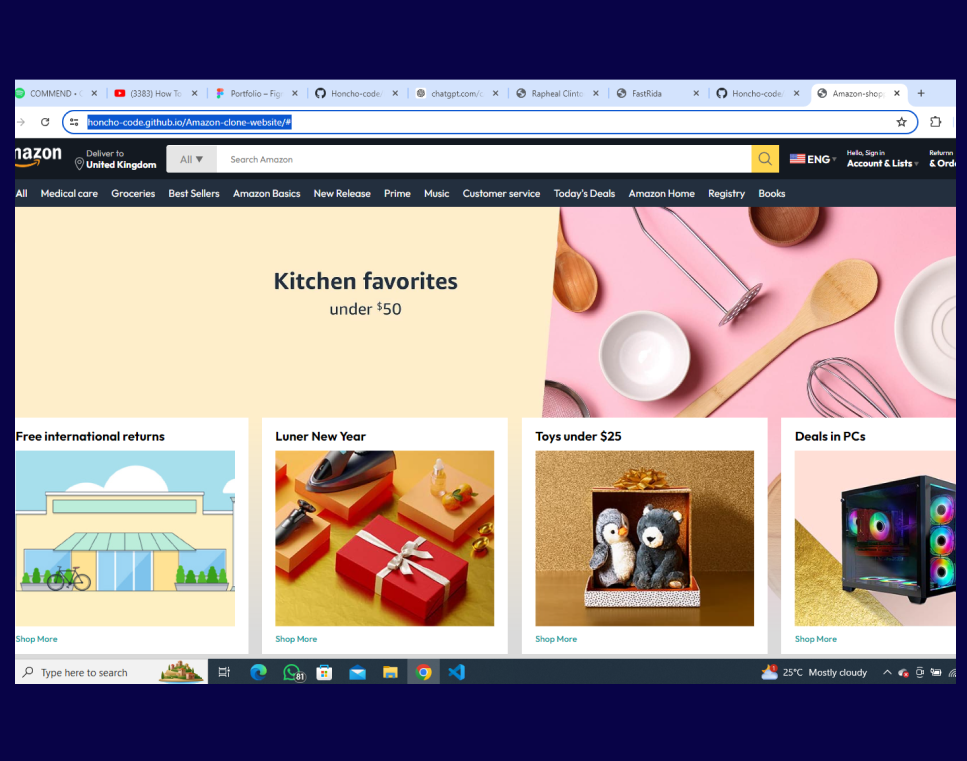 COMMEND •
(3383) How To
Portfolio – Fig
Honcho-code/
chatgpt.com/c
Rapheal Clinto
FastRida
Honcho-code/
Amazon-shop
honcho-code.github.io/Amazon-clone-website/#
mazon
Deliver to
United Kingdom
All ▼
Search Amazon
ENG
Hello, Sign in
Account & Lists
Returnn
& Orde
All Medical care Groceries Best Sellers Amazon Basics New Release Prime Music Customer service Today's Deals Amazon Home Registry Books
Kitchen favorites
under $50
Free international returns
Luner New Year
Toys under $25
Deals in PCs
Shop More
Shop More
Shop More
Shop More
Type here to search
81
25°C Mostly cloudy